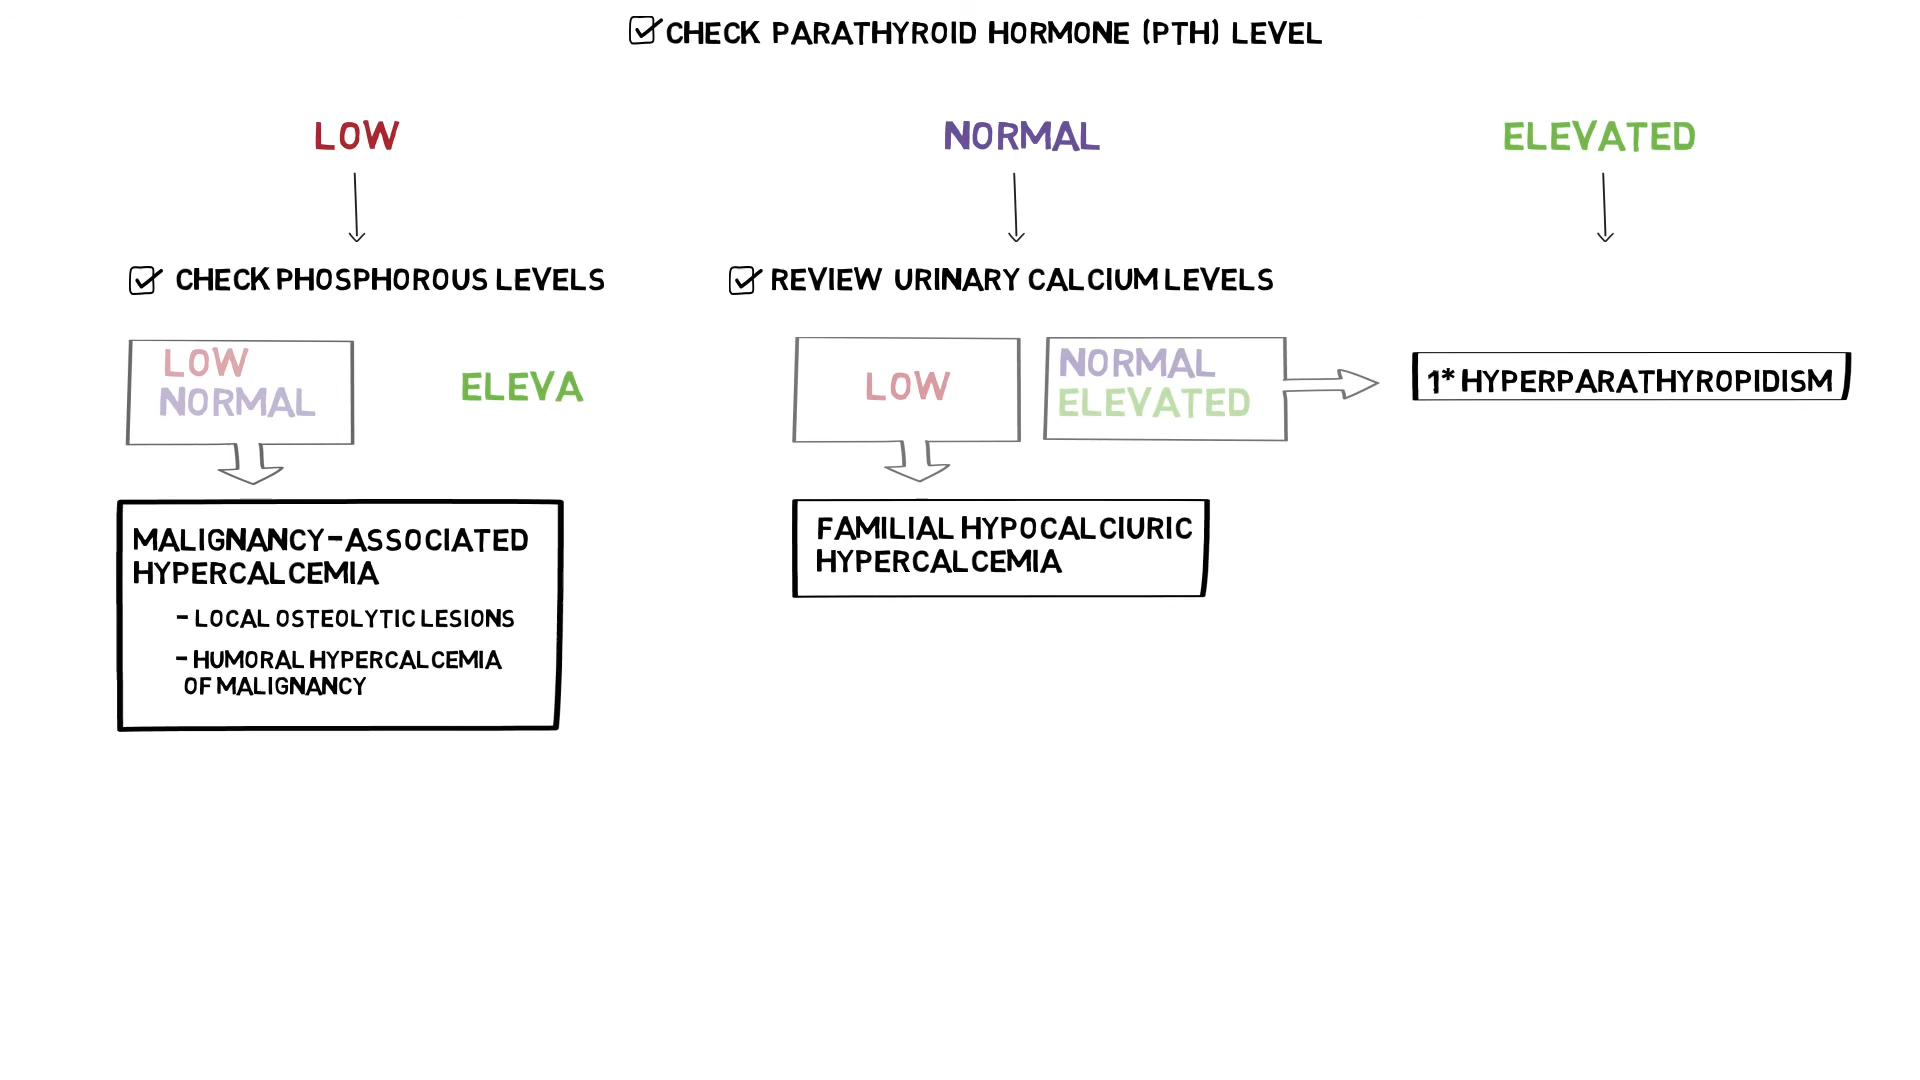 CHECK PARATHYROID HORMONE (PTH) LEVEL
LOW
NORMAL
ELEVATED
CHECK PHOSPHOROUS LEVELS
REVIEW URINARY CALCIUM LEVELS
LOW
NORMAL
ELEVA
LOW
NORMAL
ELEVATED
1* HYPERPARATHYROPIDISM
MALIGNANCY-ASSOCIATED
HYPERCALCEMIA
- LOCAL OSTEOLYTIC LESIONS
- HUMORAL HYPERCALCEMIA
OF MALIGNANCY
FAMILIAL HYPOCALCIURIC
HYPERCALCEMIA